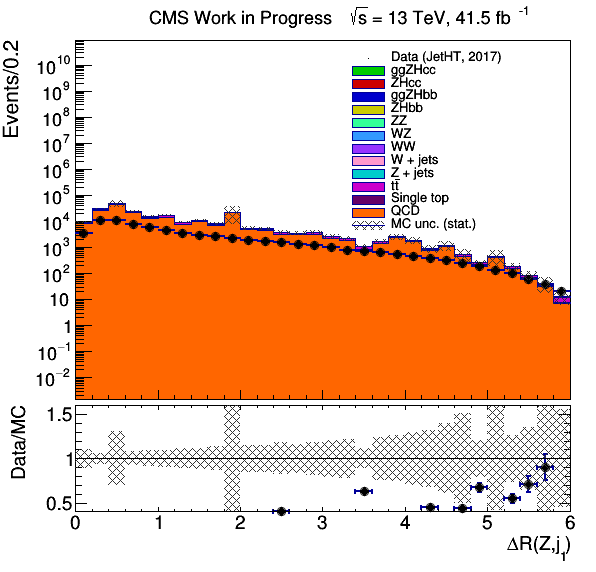 CMS Work in Progress √s = 13 TeV, 41.5 fb⁻¹
Events/0.2
10¹⁰
10⁹
10⁸
10⁷
10⁶
10⁵
10⁴
10³
10²
10
1
10⁻¹
10⁻²
Data (JetHT, 2017)
ggZHcc
ZHcc
ggZHbb
ZHbb
ZZ
WZ
WW
W + jets
Z + jets
tt̄
Single top
QCD
MC unc. (stat.)
Data/MC
1.5
1
0.5
0 1 2 3 4 5 6
ΔR(Z,j₁)